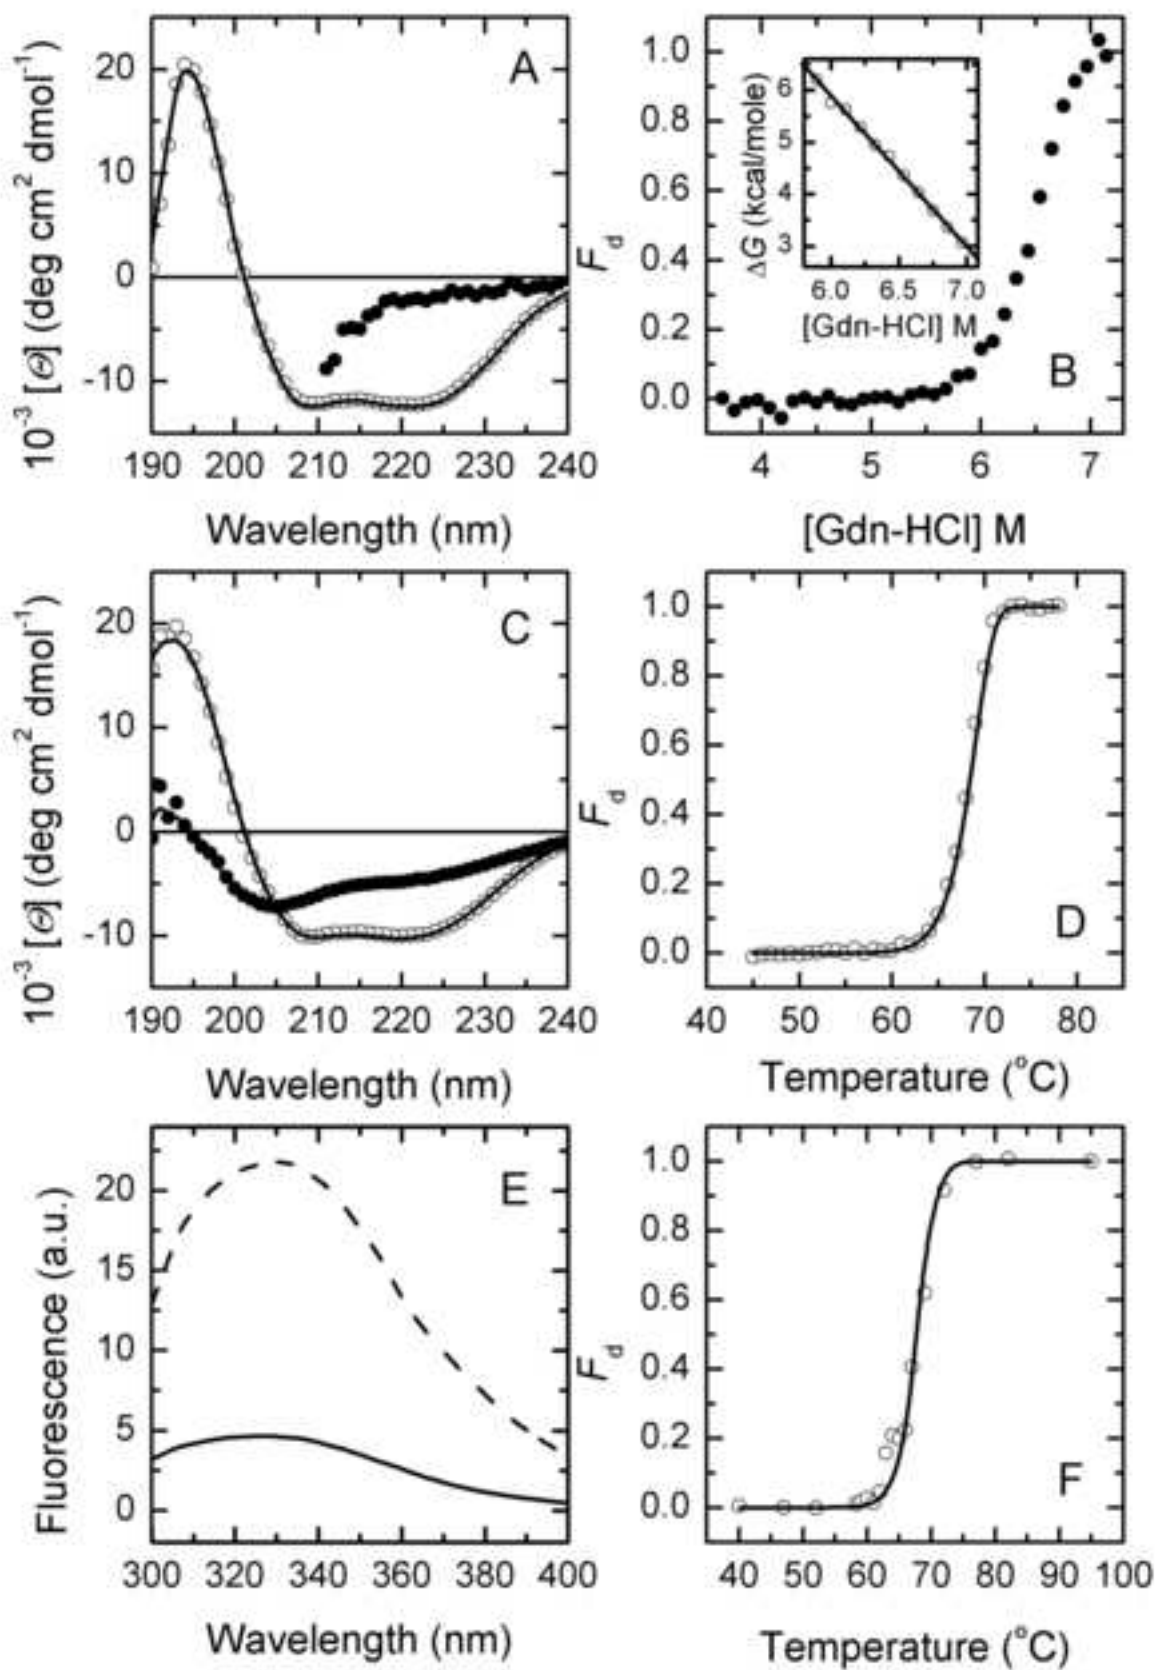 10⁻³ [Θ] (deg cm² dmol⁻¹)
20
10
0
-10
A
190 200 210 220 230 240
Wavelength (nm)
F_d
1.0
0.8
0.6
0.4
0.2
0.0
B
4 5 6 7
[Gdn-HCl] M
ΔG (kcal/mole)
6
5
4
3
6.0 6.5 7.0
[Gdn-HCl] M
10⁻³ [Θ] (deg cm² dmol⁻¹)
20
10
0
-10
C
190 200 210 220 230 240
Wavelength (nm)
F_d
1.0
0.8
0.6
0.4
0.2
0.0
D
40 50 60 70 80
Temperature (°C)
Fluorescence (a.u.)
20
15
10
5
0
E
300 320 340 360 380 400
Wavelength (nm)
F_d
1.0
0.8
0.6
0.4
0.2
0.0
F
40 50 60 70 80 90 100
Temperature (°C)